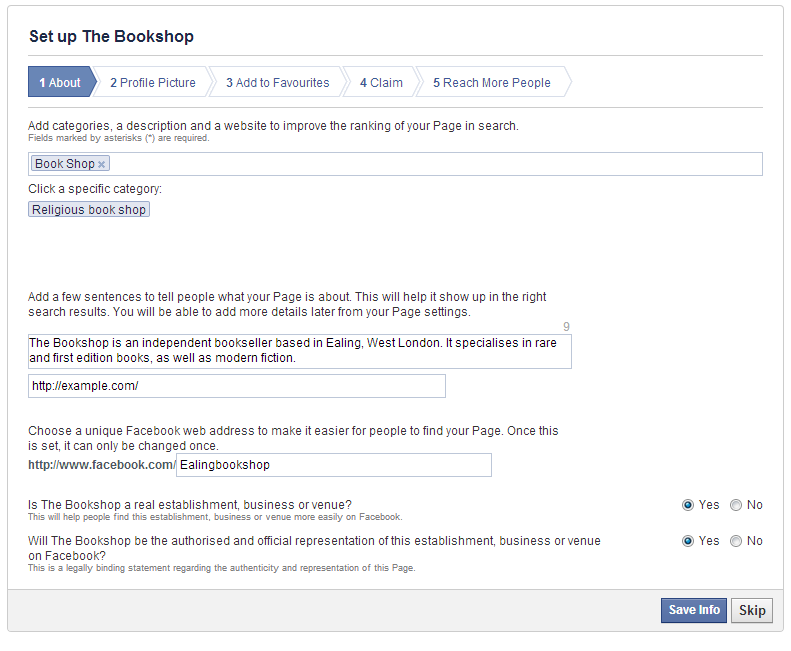 Set up The Bookshop
1 About 2 Profile Picture 3 Add to Favourites 4 Claim 5 Reach More People
Add categories, a description and a website to improve the ranking of your Page in search.
Fields marked by asterisks (*) are required.
Book Shop x
Click a specific category:
Religious book shop
Add a few sentences to tell people what your Page is about. This will help it show up in the right
search results. You will be able to add more details later from your Page settings.
9
The Bookshop is an independent bookseller based in Ealing, West London. It specialises in rare
and first edition books, as well as modern fiction.
http://example.com/
Choose a unique Facebook web address to make it easier for people to find your Page. Once this
is set, it can only be changed once.
http://www.facebook.com/ Ealingbookshop
Is The Bookshop a real establishment, business or venue? Yes No
This will help people find this establishment, business or venue more easily on Facebook.
Will The Bookshop be the authorised and official representation of this establishment, business or venue Yes No
on Facebook?
This is a legally binding statement regarding the authenticity and representation of this Page.
Save Info Skip